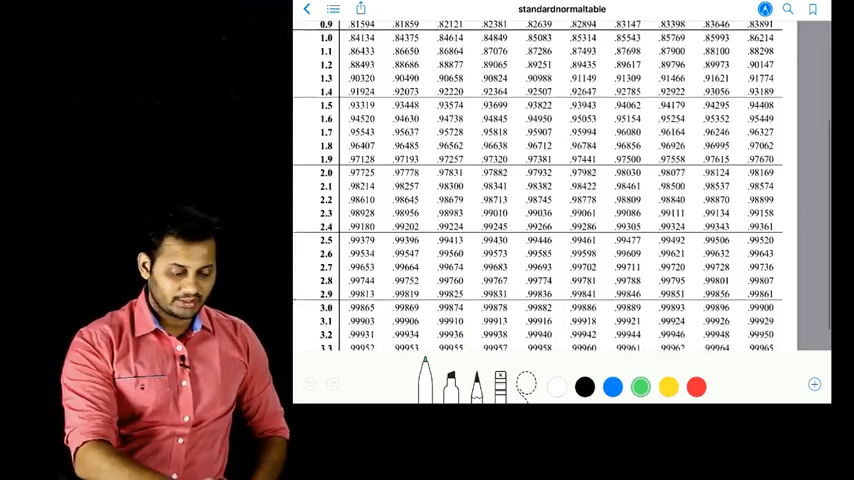 standardnormaltable
0.9 .81594 .81859 .82121 .82381 .82639 .82894 .83147 .83398 .83646 .83891
1.0 .84134 .84375 .84614 .84849 .85083 .85314 .85543 .85769 .85993 .86214
1.1 .86433 .86650 .86864 .87076 .87286 .87493 .87698 .87900 .88100 .88298
1.2 .88493 .88686 .88877 .89065 .89251 .89435 .89617 .89796 .89973 .90147
1.3 .90320 .90490 .90658 .90824 .90988 .91149 .91309 .91466 .91621 .91774
1.4 .91924 .92073 .92220 .92364 .92507 .92647 .92785 .92922 .93056 .93189
1.5 .93319 .93448 .93574 .93699 .93822 .93943 .94062 .94179 .94295 .94408
1.6 .94520 .94630 .94738 .94845 .94950 .95053 .95154 .95254 .95352 .95449
1.7 .95543 .95637 .95728 .95818 .95907 .95994 .96080 .96164 .96246 .96327
1.8 .96407 .96485 .96562 .96638 .96712 .96784 .96856 .96926 .96995 .97062
1.9 .97128 .97193 .97257 .97320 .97381 .97441 .97500 .97558 .97615 .97670
2.0 .97725 .97778 .97831 .97882 .97932 .97982 .98030 .98077 .98124 .98169
2.1 .98214 .98257 .98300 .98341 .98382 .98422 .98461 .98500 .98537 .98574
2.2 .98610 .98645 .98679 .98713 .98745 .98778 .98809 .98840 .98870 .98899
2.3 .98928 .98956 .98983 .99010 .99036 .99061 .99086 .99111 .99134 .99158
2.4 .99180 .99202 .99224 .99245 .99266 .99286 .99305 .99324 .99343 .99361
2.5 .99379 .99396 .99413 .99430 .99446 .99461 .99477 .99492 .99506 .99520
2.6 .99534 .99547 .99560 .99573 .99585 .99598 .99609 .99621 .99632 .99643
2.7 .99653 .99664 .99674 .99683 .99693 .99702 .99711 .99720 .99728 .99736
2.8 .99744 .99752 .99760 .99767 .99774 .99781 .99788 .99795 .99801 .99807
2.9 .99813 .99819 .99825 .99831 .99836 .99841 .99846 .99851 .99856 .99861
3.0 .99865 .99869 .99874 .99878 .99882 .99886 .99889 .99893 .99896 .99900
3.1 .99903 .99906 .99910 .99913 .99916 .99918 .99921 .99924 .99926 .99929
3.2 .99931 .99934 .99936 .99938 .99940 .99942 .99944 .99946 .99948 .99950
3.3 .99952 .99953 .99955 .99957 .99958 .99960 .99961 .99962 .99964 .99965